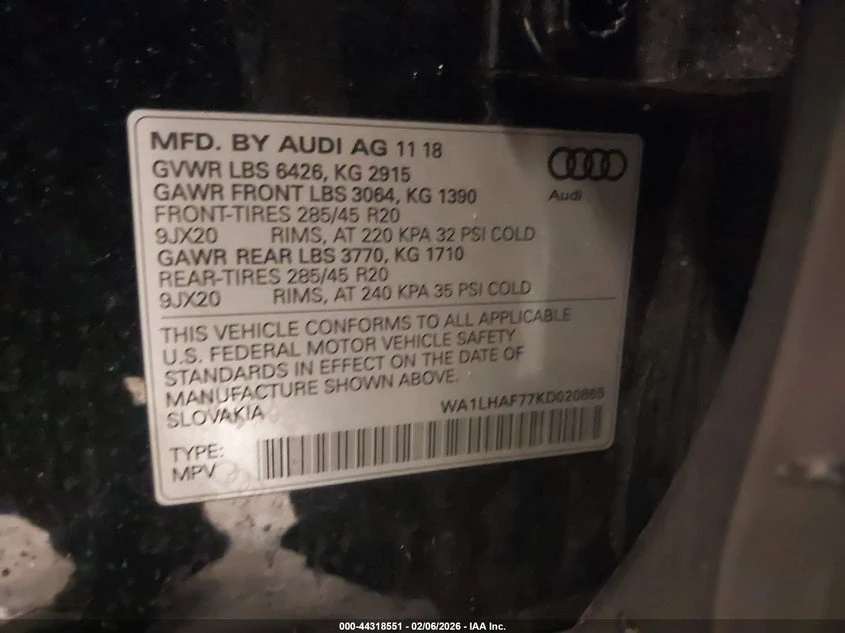 MFD. BY AUDI AG 11 18
GVWR LBS 6426, KG 2915
GAWR FRONT LBS 3064, KG 1390
FRONT-TIRES 285/45 R20
9JX20 RIMS, AT 220 KPA 32 PSI COLD
GAWR REAR LBS 3770, KG 1710
REAR-TIRES 285/45 R20
9JX20 RIMS, AT 240 KPA 35 PSI COLD
Audi
THIS VEHICLE CONFORMS TO ALL APPLICABLE
U.S. FEDERAL MOTOR VEHICLE SAFETY
STANDARDS IN EFFECT ON THE DATE OF
MANUFACTURE SHOWN ABOVE.
SLOVAKIA
WA1LHAF77KD020865
TYPE:
MPV
000-44318551 - 02/06/2026 - IAA Inc.